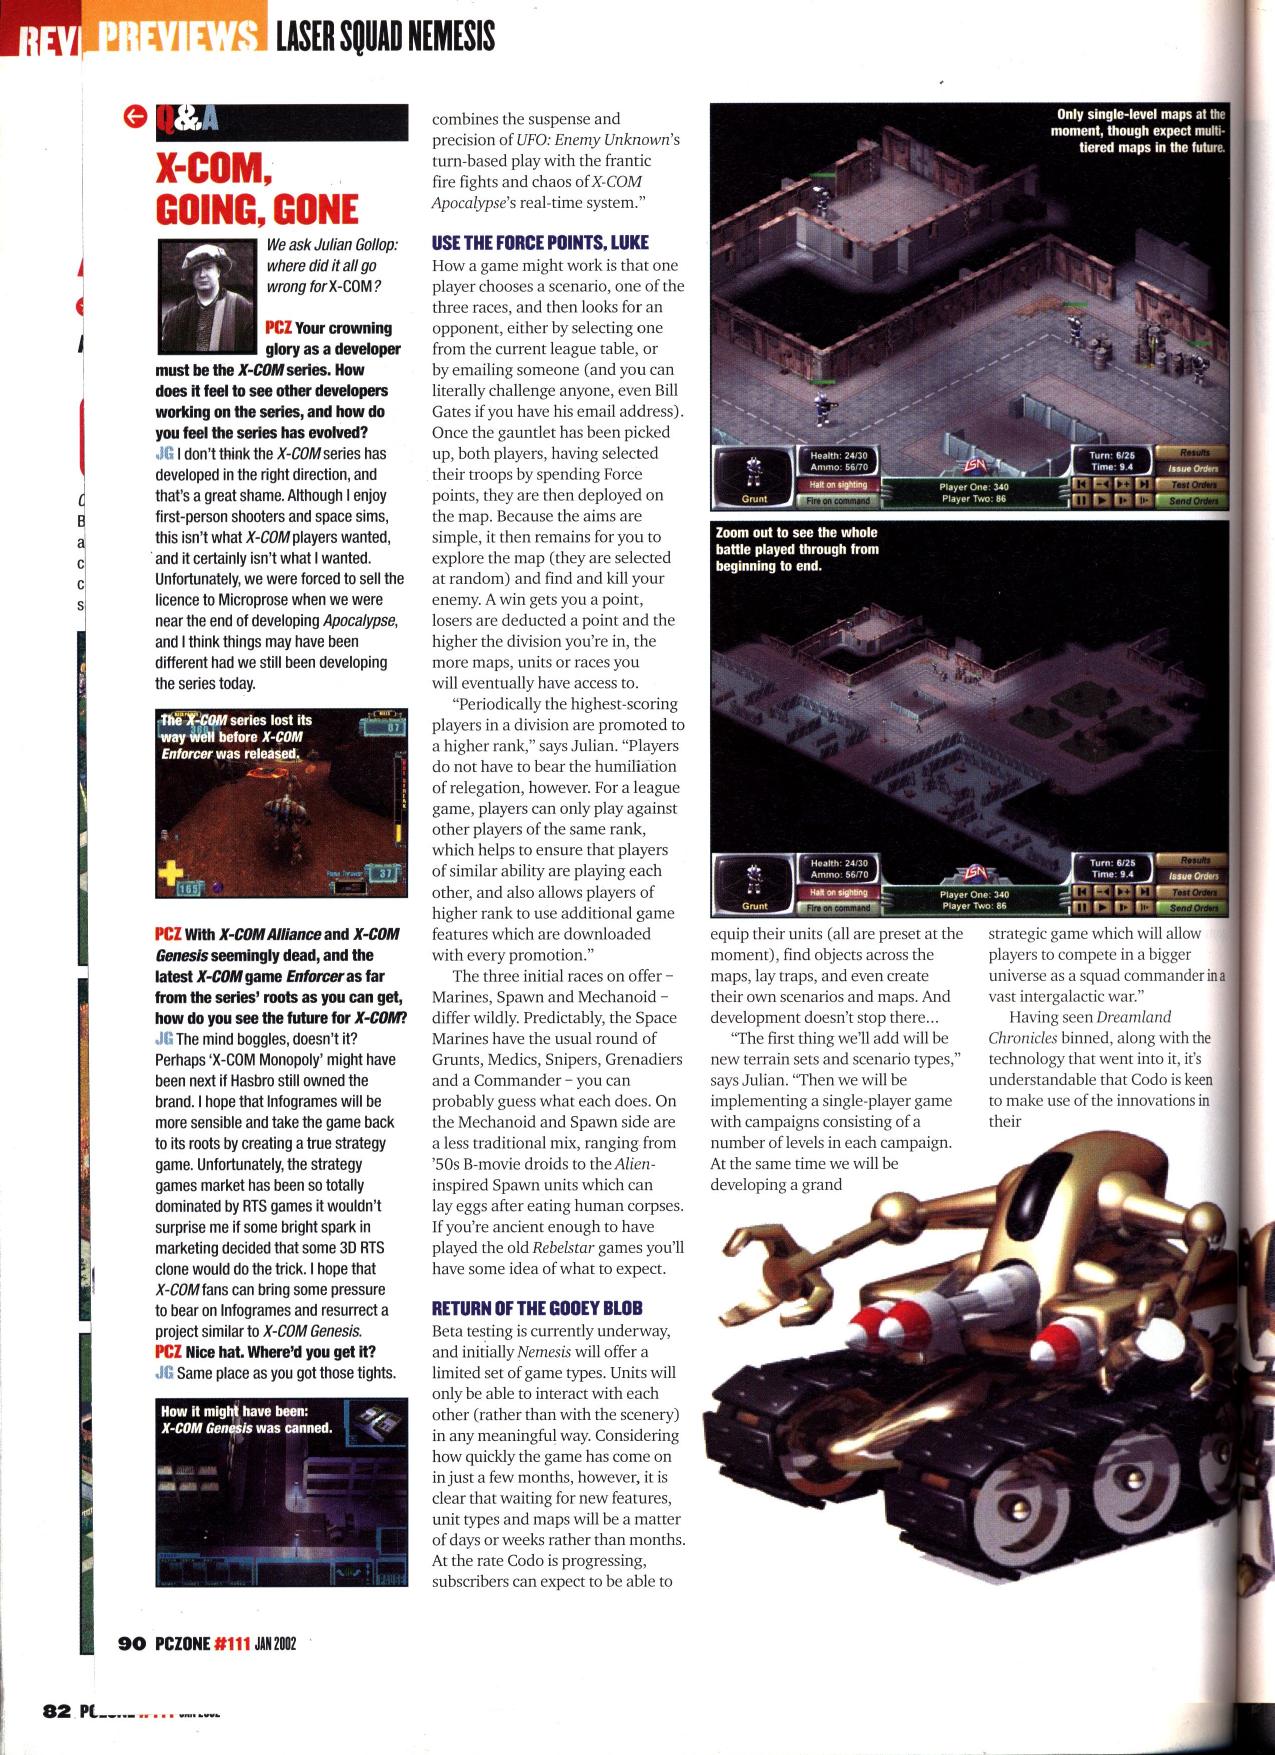 REV
PREVIEWS LASER SQUAD NEMESIS
Q&A
X-COM,
GOING, GONE
We ask Julian Gollop:
where did it all go
wrong for X-COM?
PCZ Your crowning
glory as a developer
must be the X-COM series. How
does it feel to see other developers
working on the series, and how do
you feel the series has evolved?
JG I don't think the X-COM series has
developed in the right direction, and
that's a great shame. Although I enjoy
first-person shooters and space sims,
this isn't what X-COM players wanted,
and it certainly isn't what I wanted.
Unfortunately, we were forced to sell the
licence to Microprose when we were
near the end of developing Apocalypse,
and I think things may have been
different had we still been developing
the series today.
The X-COM series lost its
way well before X-COM
Enforcer was released.
87
165
37
PCZ With X-COM Alliance and X-COM
Genesis seemingly dead, and the
latest X-COM game Enforcer as far
from the series' roots as you can get,
how do you see the future for X-COM?
JG The mind boggles, doesn't it?
Perhaps 'X-COM Monopoly' might have
been next if Hasbro still owned the
brand. I hope that Infogrames will be
more sensible and take the game back
to its roots by creating a true strategy
game. Unfortunately, the strategy
games market has been so totally
dominated by RTS games it wouldn't
surprise me if some bright spark in
marketing decided that some 3D RTS
clone would do the trick. I hope that
X-COM fans can bring some pressure
to bear on Infogrames and resurrect a
project similar to X-COM Genesis.
PCZ Nice hat. Where'd you get it?
JG Same place as you got those tights.
How it might have been:
X-COM Genesis was canned.
PAUSE
combines the suspense and
precision of UFO: Enemy Unknown's
turn-based play with the frantic
fire fights and chaos of X-COM
Apocalypse's real-time system."
USE THE FORCE POINTS, LUKE
How a game might work is that one
player chooses a scenario, one of the
three races, and then looks for an
opponent, either by selecting one
from the current league table, or
by emailing someone (and you can
literally challenge anyone, even Bill
Gates if you have his email address).
Once the gauntlet has been picked
up, both players, having selected
their troops by spending Force
points, they are then deployed on
the map. Because the aims are
simple, it then remains for you to
explore the map (they are selected
at random) and find and kill your
enemy. A win gets you a point,
losers are deducted a point and the
higher the division you're in, the
more maps, units or races you
will eventually have access to.
"Periodically the highest-scoring
players in a division are promoted to
a higher rank," says Julian. "Players
do not have to bear the humiliation
of relegation, however. For a league
game, players can only play against
other players of the same rank,
which helps to ensure that players
of similar ability are playing each
other, and also allows players of
higher rank to use additional game
features which are downloaded
with every promotion."
The three initial races on offer –
Marines, Spawn and Mechanoid –
differ wildly. Predictably, the Space
Marines have the usual round of
Grunts, Medics, Snipers, Grenadiers
and a Commander – you can
probably guess what each does. On
the Mechanoid and Spawn side are
a less traditional mix, ranging from
'50s B-movie droids to the Alien-
inspired Spawn units which can
lay eggs after eating human corpses.
If you're ancient enough to have
played the old Rebelstar games you'll
have some idea of what to expect.
RETURN OF THE GOOEY BLOB
Beta testing is currently underway,
and initially Nemesis will offer a
limited set of game types. Units will
only be able to interact with each
other (rather than with the scenery)
in any meaningful way. Considering
how quickly the game has come on
in just a few months, however, it is
clear that waiting for new features,
unit types and maps will be a matter
of days or weeks rather than months.
At the rate Codo is progressing,
subscribers can expect to be able to
Only single-level maps at the
moment, though expect multi-
tiered maps in the future.
Grunt
Health: 24/30
Ammo: 56/70
Halt on sighting
Fire on command
LSN
Player One: 340
Player Two: 86
Turn: 6/25
Time: 9.4
Results
Issue Orders
Test Orders
Send Orders
Zoom out to see the whole
battle played through from
beginning to end.
Grunt
Health: 24/30
Ammo: 56/70
Halt on sighting
Fire on command
LSN
Player One: 340
Player Two: 86
Turn: 6/25
Time: 9.4
Results
Issue Orders
Test Orders
Send Orders
equip their units (all are preset at the
moment), find objects across the
maps, lay traps, and even create
their own scenarios and maps. And
development doesn't stop there...
"The first thing we'll add will be
new terrain sets and scenario types,"
says Julian. "Then we will be
implementing a single-player game
with campaigns consisting of a
number of levels in each campaign.
At the same time we will be
developing a grand
strategic game which will allow
players to compete in a bigger
universe as a squad commander in a
vast intergalactic war."
Having seen Dreamland
Chronicles binned, along with the
technology that went into it, it's
understandable that Codo is keen
to make use of the innovations in
their
90 PCZONE #111 JAN 2002
82